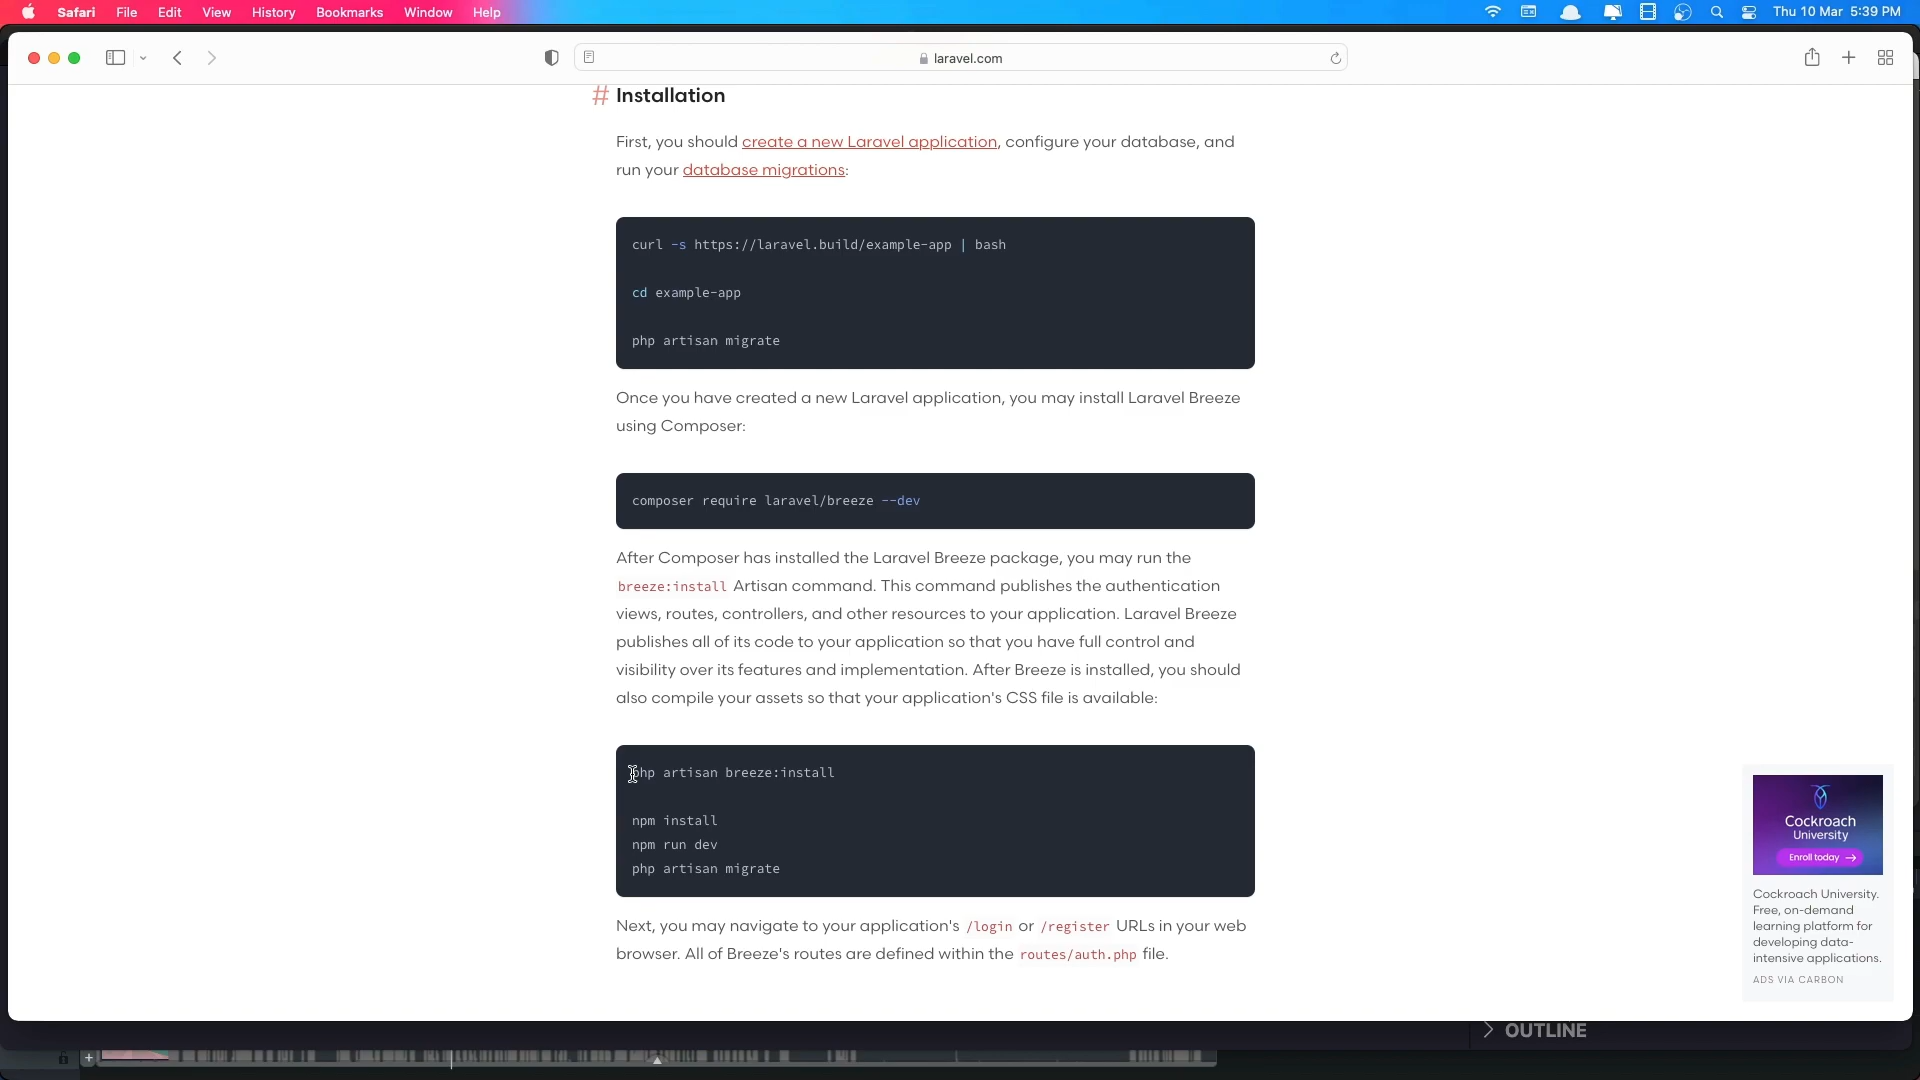 Safari File Edit View History Bookmarks Window Help Thu 10 Mar 5:39 PM
laravel.com
# Installation
First, you should create a new Laravel application, configure your database, and
run your database migrations:
curl -s https://laravel.build/example-app | bash
cd example-app
php artisan migrate
Once you have created a new Laravel application, you may install Laravel Breeze
using Composer:
composer require laravel/breeze --dev
After Composer has installed the Laravel Breeze package, you may run the
breeze:install Artisan command. This command publishes the authentication
views, routes, controllers, and other resources to your application. Laravel Breeze
publishes all of its code to your application so that you have full control and
visibility over its features and implementation. After Breeze is installed, you should
also compile your assets so that your application's CSS file is available:
php artisan breeze:install
npm install
npm run dev
php artisan migrate
Next, you may navigate to your application's /login or /register URLs in your web
browser. All of Breeze's routes are defined within the routes/auth.php file.
Cockroach
University
Enroll today →
Cockroach University.
Free, on-demand
learning platform for
developing data-
intensive applications.
ADS VIA CARBON
OUTLINE